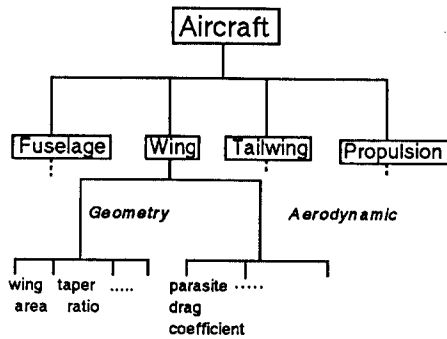 Aircraft
Fuselage Wing Tailwing Propulsion
Geometry Aerodynamic
wing taper ..... parasite .....
area ratio drag
coefficient